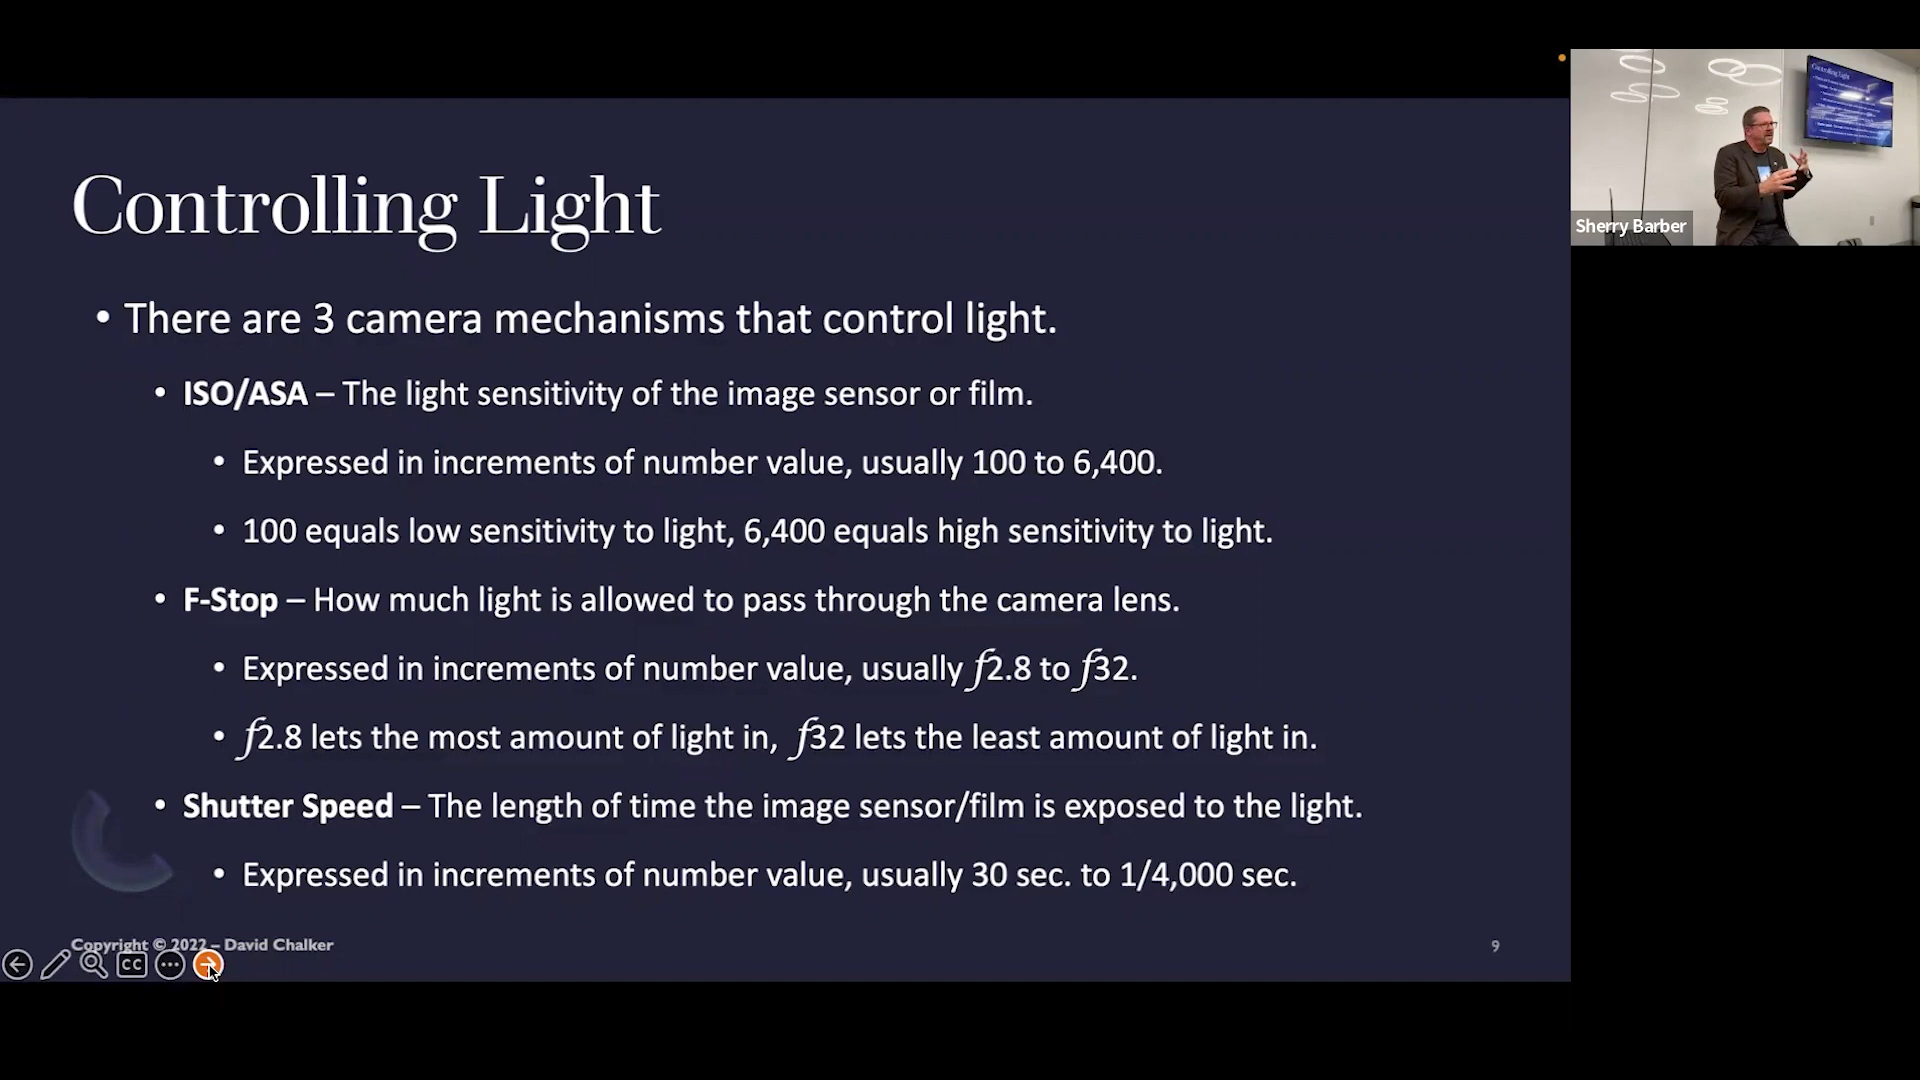 Controlling Light
• There are 3 camera mechanisms that control light.
• ISO/ASA – The light sensitivity of the image sensor or film.
• Expressed in increments of number value, usually 100 to 6,400.
• 100 equals low sensitivity to light, 6,400 equals high sensitivity to light.
• F-Stop – How much light is allowed to pass through the camera lens.
• Expressed in increments of number value, usually ƒ2.8 to ƒ32.
• ƒ2.8 lets the most amount of light in, ƒ32 lets the least amount of light in.
• Shutter Speed – The length of time the image sensor/film is exposed to the light.
• Expressed in increments of number value, usually 30 sec. to 1/4,000 sec.
Copyright © 2022 – David Chalker
9
CC
Controlling Light
Sherry Barber